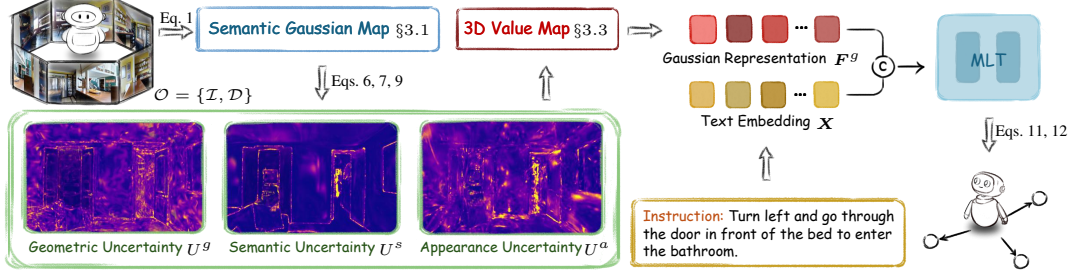 Eq. 1
Semantic Gaussian Map §3.1
3D Value Map §3.3
𝒪 = {ℐ, 𝒟}
Eqs. 6, 7, 9
Geometric Uncertainty U^g
Semantic Uncertainty U^s
Appearance Uncertainty U^a
Gaussian Representation F^g
Text Embedding X
C
MLT
Eqs. 11, 12
Instruction: Turn left and go through
the door in front of the bed to enter
the bathroom.